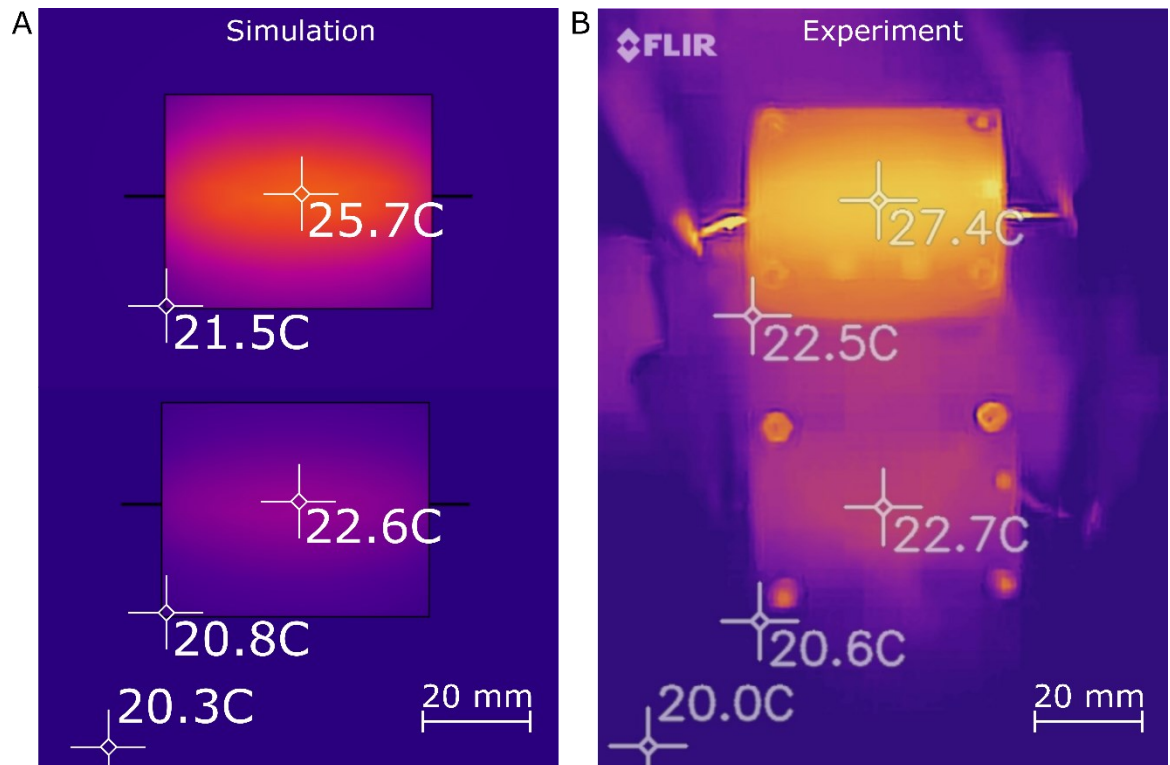 A
Simulation
25.7C
21.5C
22.6C
20.8C
20.3C
20 mm
B
Experiment
FLIR
27.4C
22.5C
22.7C
20.6C
20.0C
20 mm